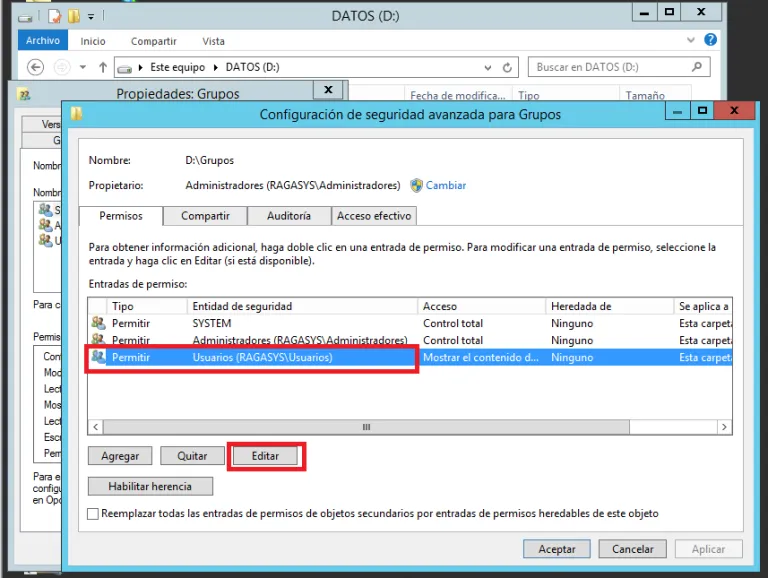 DATOS (D:)
Archivo Inicio Compartir Vista
Este equipo DATOS (D:) Buscar en DATOS (D:)
Propiedades: Grupos
Fecha de modifica... Tipo Tamaño
Configuración de seguridad avanzada para Grupos
Vers
G
Nombr
Nombr
S
A
U
Para c
Permis
Con
Mod
Lect
Mos
Lect
Escr
Perm
Para e
configu
en Opc
Nombre: D:\Grupos
Propietario: Administradores (RAGASYS\Administradores) Cambiar
Permisos Compartir Auditoría Acceso efectivo
Para obtener información adicional, haga doble clic en una entrada de permiso. Para modificar una entrada de permiso, seleccione la
entrada y haga clic en Editar (si está disponible).
Entradas de permiso:
Tipo Entidad de seguridad Acceso Heredada de Se aplica a
Permitir SYSTEM Control total Ninguno Esta carpeta
Permitir Administradores (RAGASYS\Administradores) Control total Ninguno Esta carpeta
Permitir Usuarios (RAGASYS\Usuarios) Mostrar el contenido d... Ninguno Esta carpeta
Agregar Quitar Editar
Habilitar herencia
Reemplazar todas las entradas de permisos de objetos secundarios por entradas de permisos heredables de este objeto
Aceptar Cancelar Aplicar